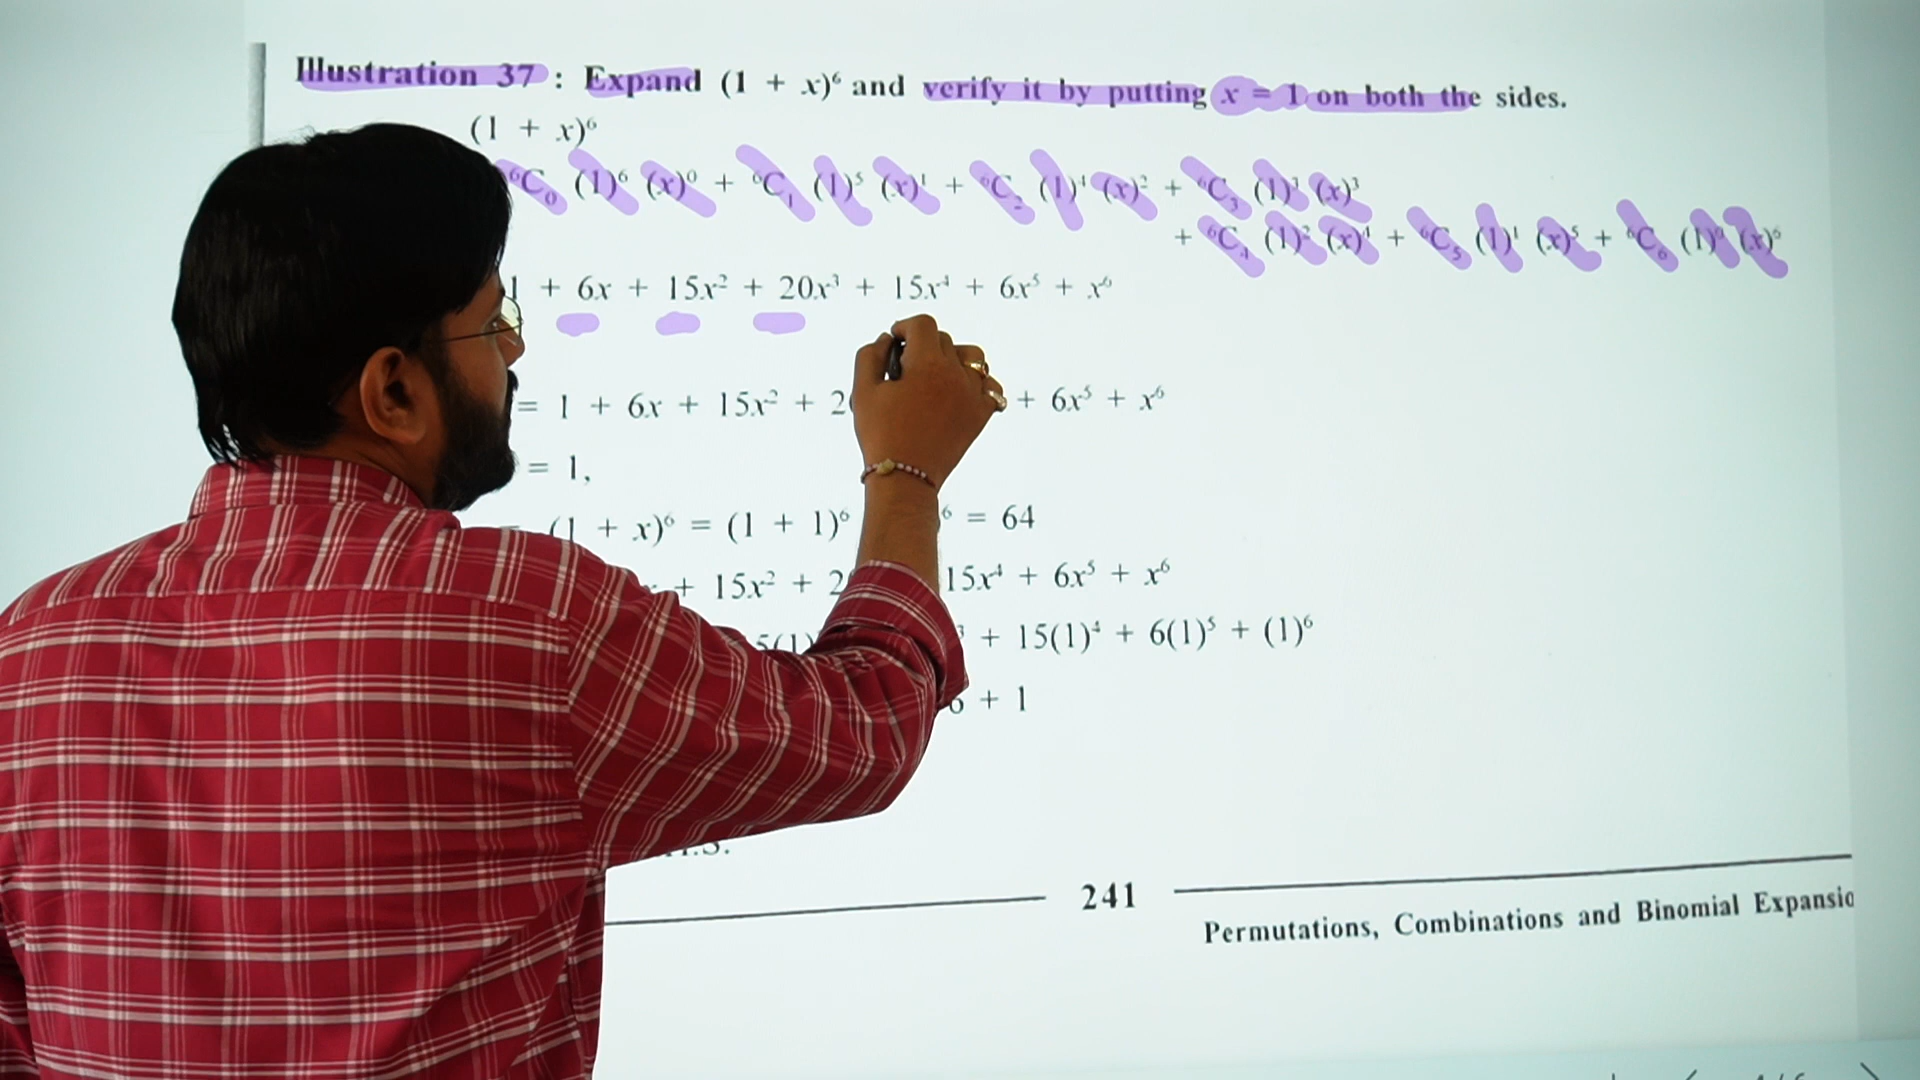 Illustration 37 : Expand (1 + x)⁶ and verify it by putting x = 1 on both the sides.
(1 + x)⁶
⁶C₀ (1)⁶ (x)⁰ + ⁶C₁ (1)⁵ (x)¹ + ⁶C₂ (1)⁴ (x)² + ⁶C₃ (1)³ (x)³
+ ⁶C₄ (1)² (x)⁴ + ⁶C₅ (1)¹ (x)⁵ + ⁶C₆ (1)⁰ (x)⁶
1 + 6x + 15x² + 20x³ + 15x⁴ + 6x⁵ + x⁶
= 1 + 6x + 15x² + 2 + 6x⁵ + x⁶
= 1,
= (1 + x)⁶ = (1 + 1)⁶ ⁶ = 64
+ 15x² + 2 15x⁴ + 6x⁵ + x⁶
5(1) ³ + 15(1)⁴ + 6(1)⁵ + (1)⁶
6 + 1
.S.
241
Permutations, Combinations and Binomial Expansio